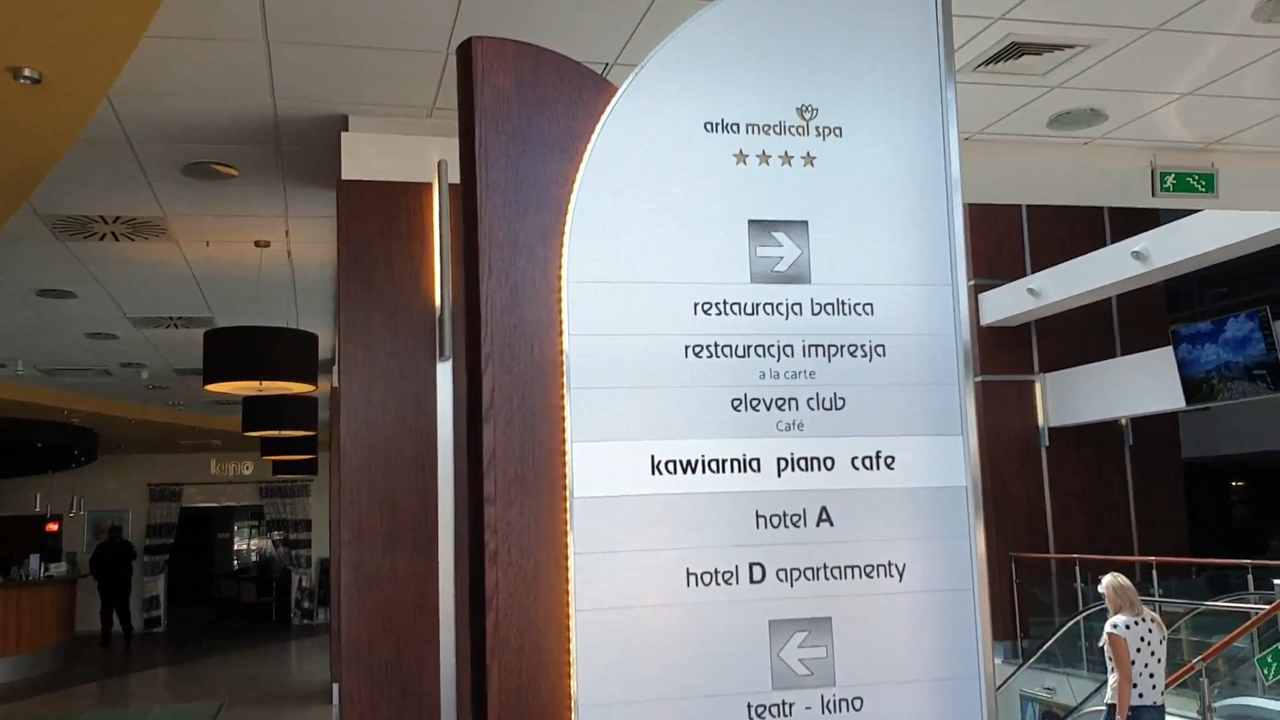 arka medical spa
restauracja baltica
restauracja impresja
a la carte
eleven club
Café
kawiarnia piano cafe
hotel A
hotel D apartamenty
teatr - kino
kino